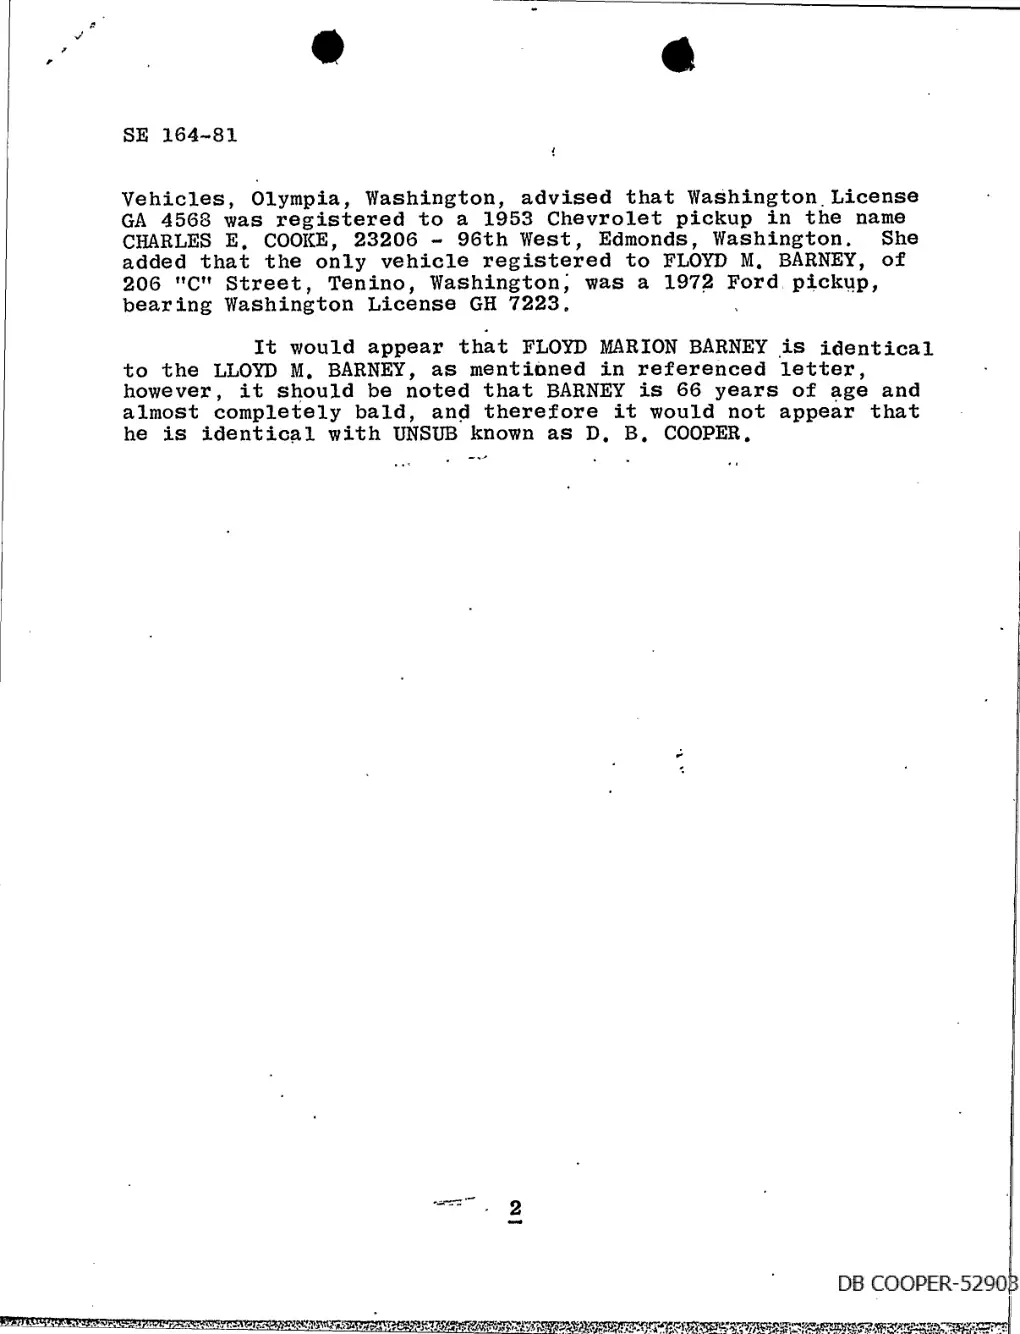 SE 164-81
Vehicles, Olympia, Washington, advised that Washington License
GA 4568 was registered to a 1953 Chevrolet pickup in the name
CHARLES E. COOKE, 23206 - 96th West, Edmonds, Washington. She
added that the only vehicle registered to FLOYD M. BARNEY, of
206 "C" Street, Tenino, Washington, was a 1972 Ford pickup,
bearing Washington License GH 7223.
It would appear that FLOYD MARION BARNEY is identical
to the LLOYD M. BARNEY, as mentioned in referenced letter,
however, it should be noted that BARNEY is 66 years of age and
almost completely bald, and therefore it would not appear that
he is identical with UNSUB known as D. B. COOPER.
2
DB COOPER-52903